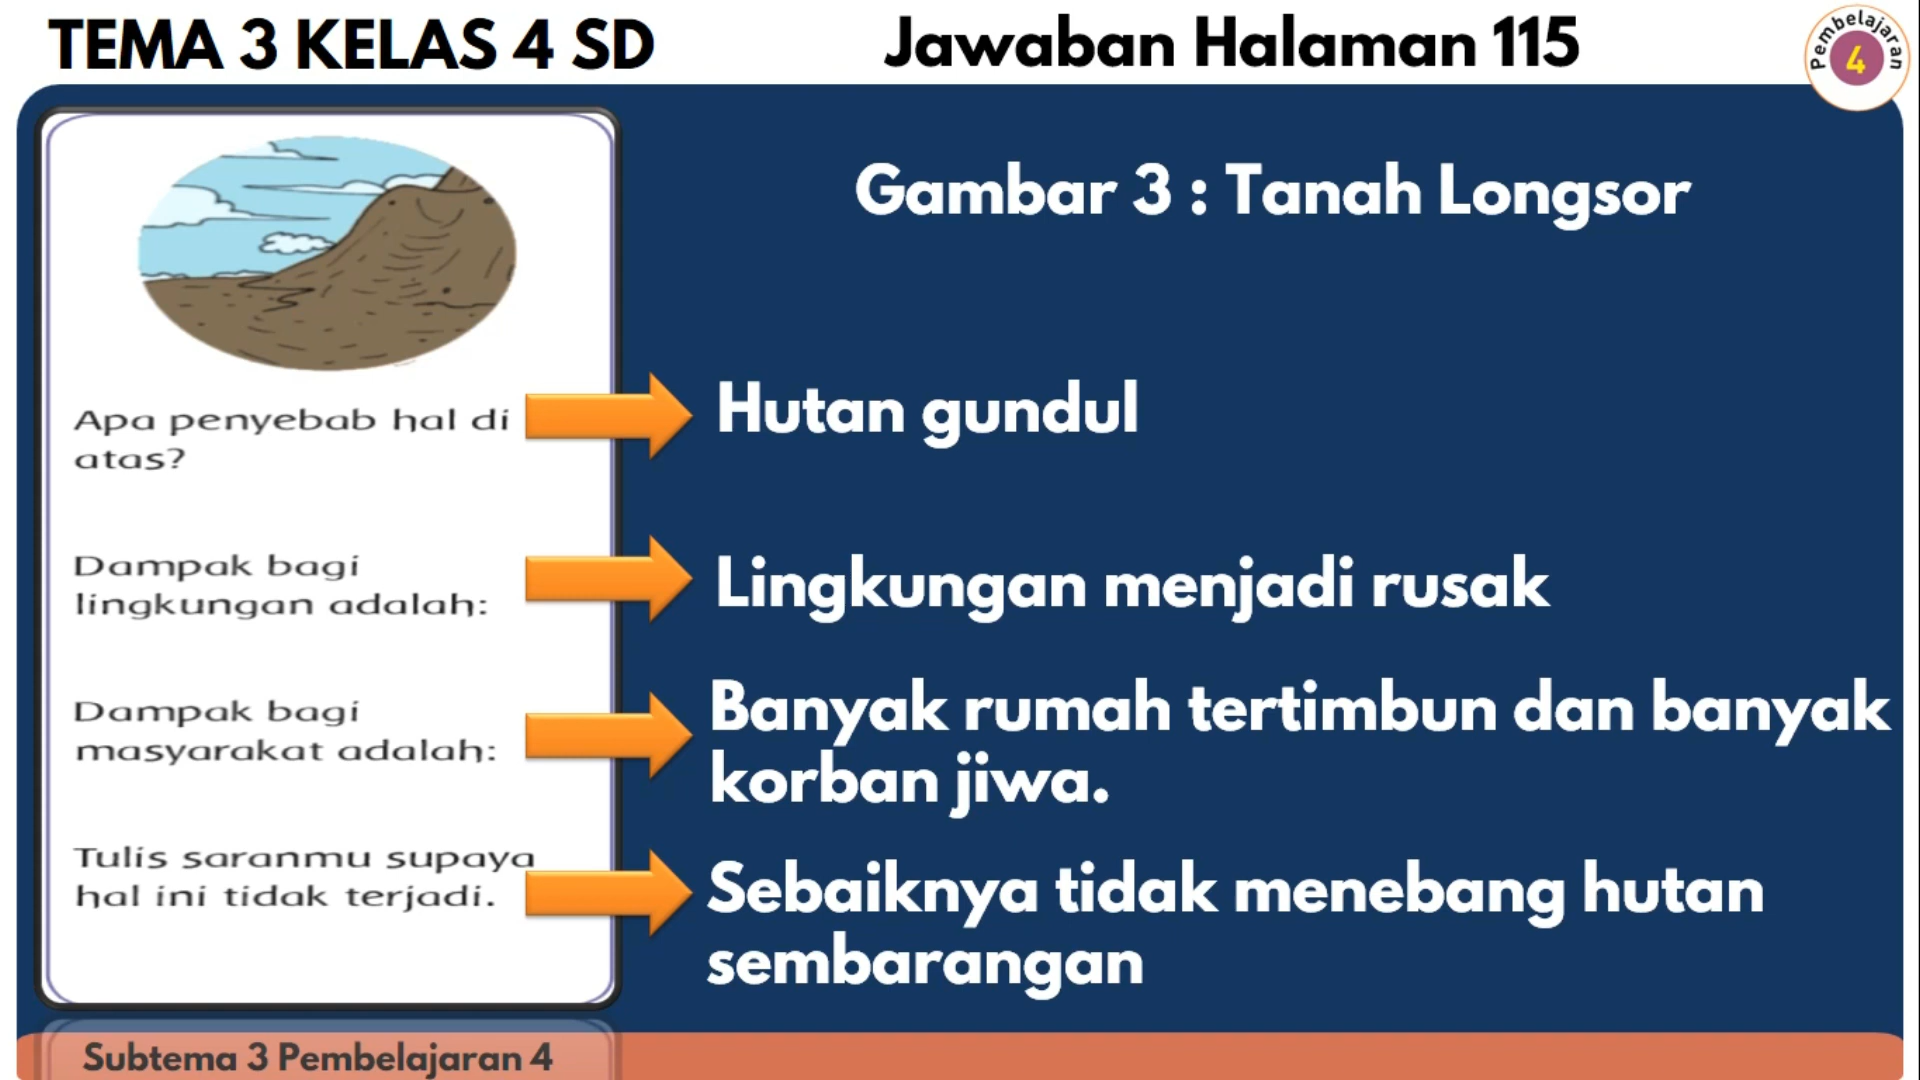 TEMA 3 KELAS 4 SD
Jawaban Halaman 115
Pembelajaran
4
Gambar 3 : Tanah Longsor
Apa penyebab hal di
atas?
Hutan gundul
Dampak bagi
lingkungan adalah:
Lingkungan menjadi rusak
Dampak bagi
masyarakat adalah:
Banyak rumah tertimbun dan banyak
korban jiwa.
Tulis saranmu supaya
hal ini tidak terjadi.
Sebaiknya tidak menebang hutan
sembarangan
Subtema 3 Pembelajaran 4